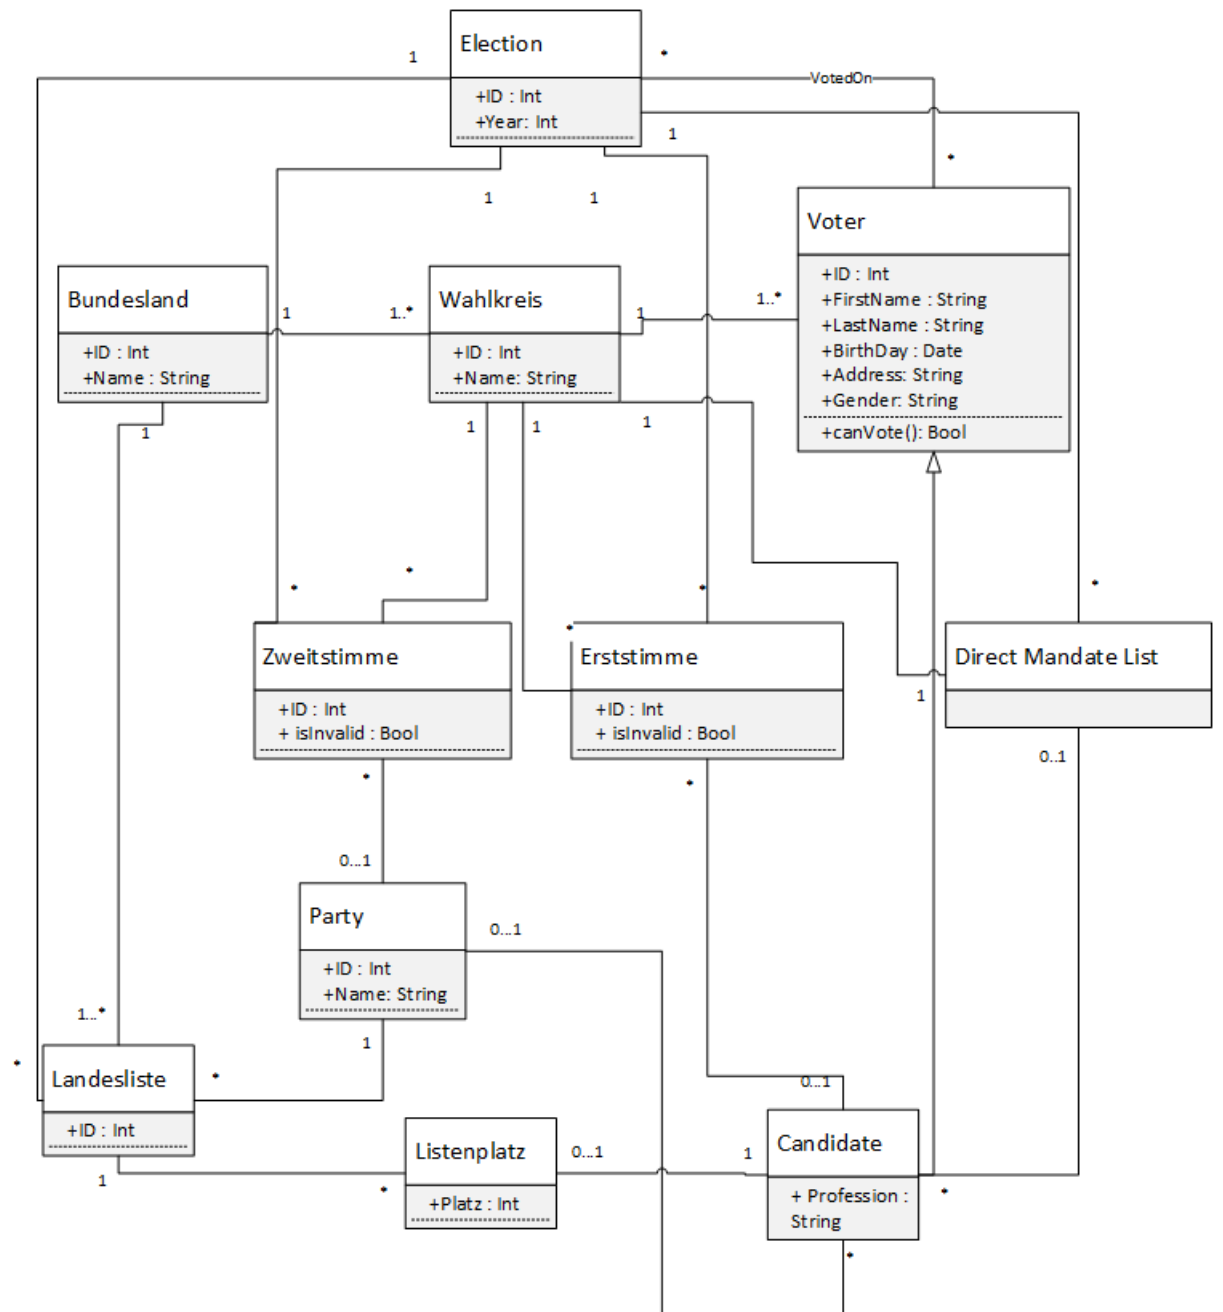 Election
1
*
VotedOn
+ID : Int
+Year: Int
1
*
1
1
Voter
+ID : Int
+FirstName : String
+LastName : String
+BirthDay : Date
+Address: String
+Gender: String
+canVote(): Bool
Bundesland
+ID : Int
+Name : String
1
1..*
Wahlkreis
+ID : Int
+Name: String
1
1..*
1
1
1
1
*
*
*
*
*
Zweitstimme
+ID : Int
+ isInvalid : Bool
Erststimme
+ID : Int
+ isInvalid : Bool
Direct Mandate List
1
0..1
*
*
0...1
Party
+ID : Int
+Name: String
0...1
1...*
1
*
Landesliste
+ID : Int
*
0...1
1
*
Listenplatz
+Platz : Int
0...1
1
Candidate
+ Profession :
String
*
*